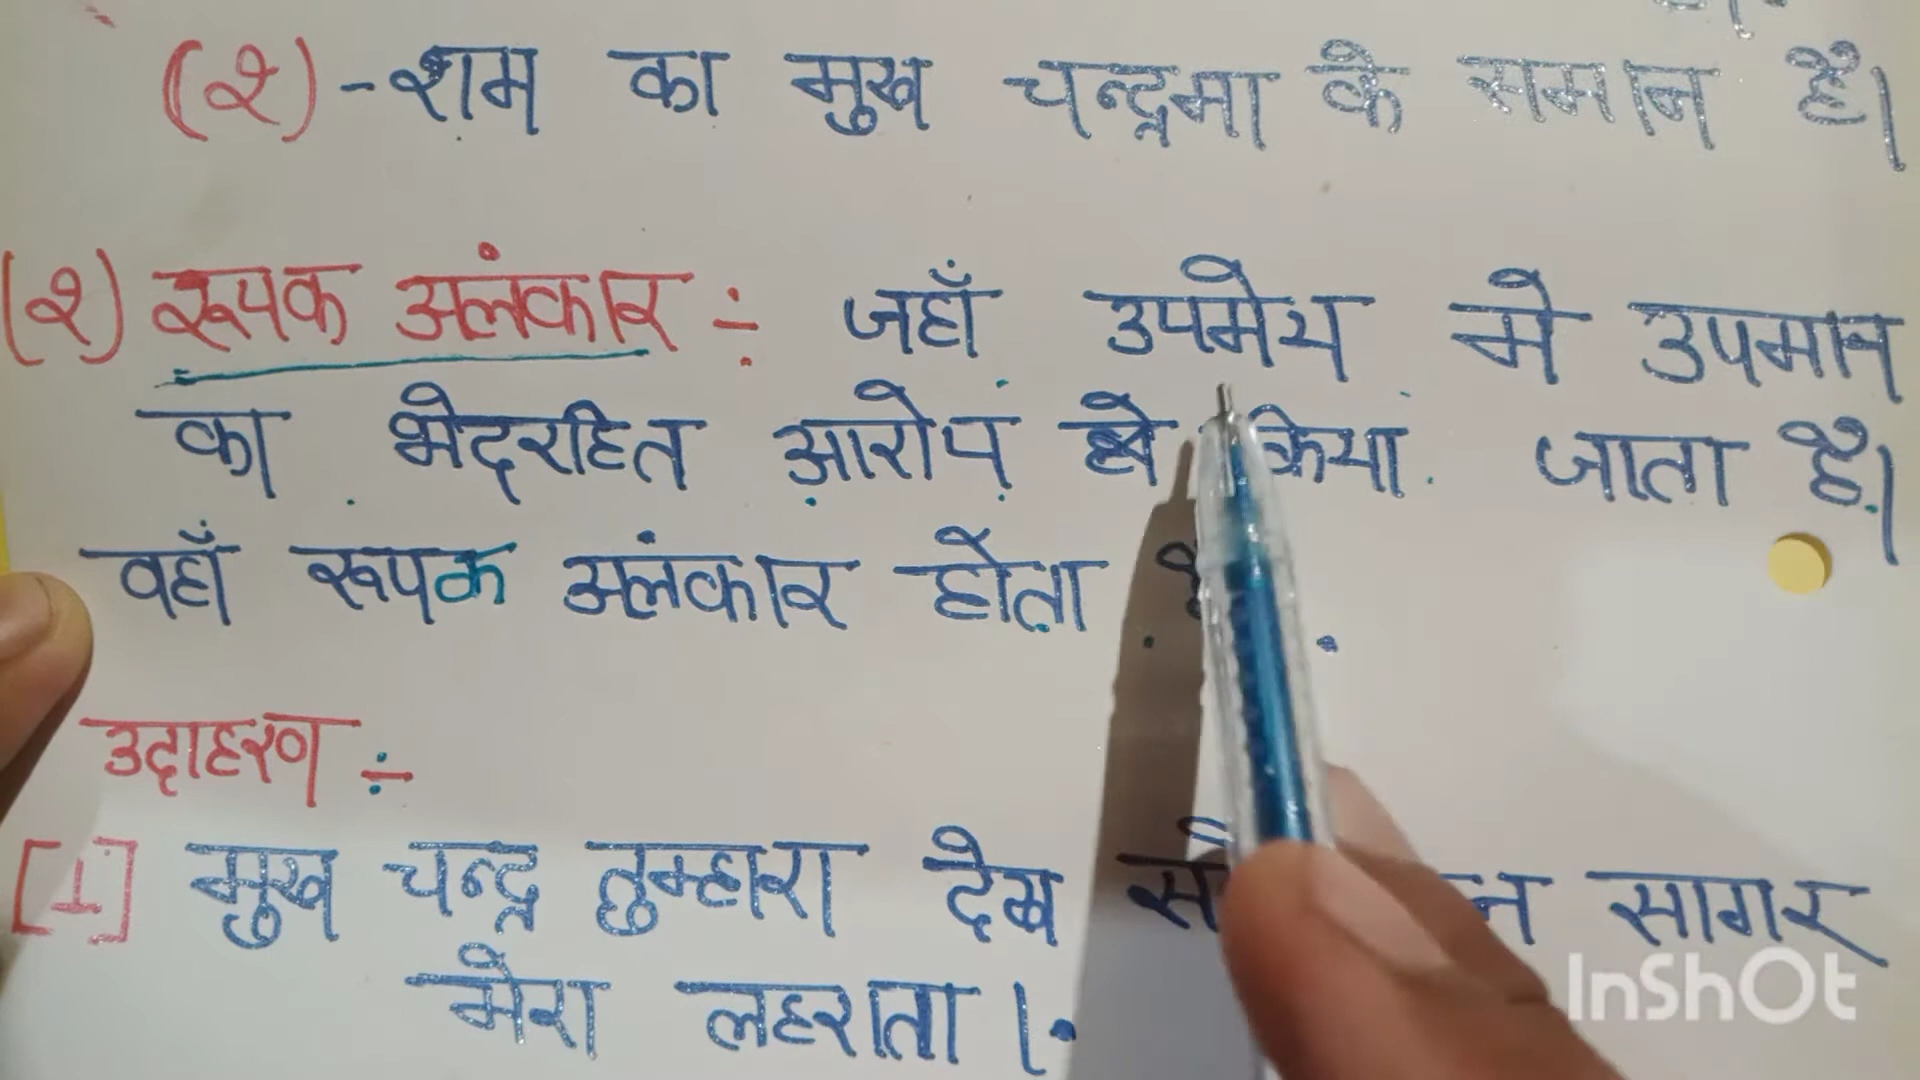 (२) - राम का मुख चन्द्रमा के समान है।
(२) रूपक अलंकार :- जहाँ उपमेय मे उपमान
का भेदरहित आरोप किया जाता है।
वहाँ रूपक अलंकार होता
उदाहरण :-
[1] मुख चन्द्र तुम्हारा देख सागर
मेरा लहराता ।
InShOt